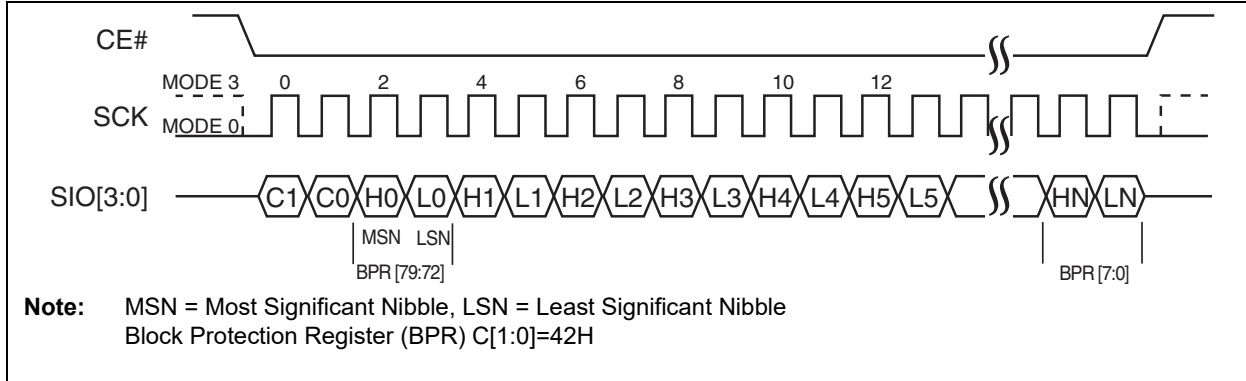 CE#
MODE 3 0 2 4 6 8 10 12
SCK
MODE 0
SIO[3:0] C1 C0 H0 L0 H1 L1 H2 L2 H3 L3 H4 L4 H5 L5 HN LN
MSN LSN
BPR [79:72] BPR [7:0]
Note: MSN = Most Significant Nibble, LSN = Least Significant Nibble
Block Protection Register (BPR) C[1:0]=42H